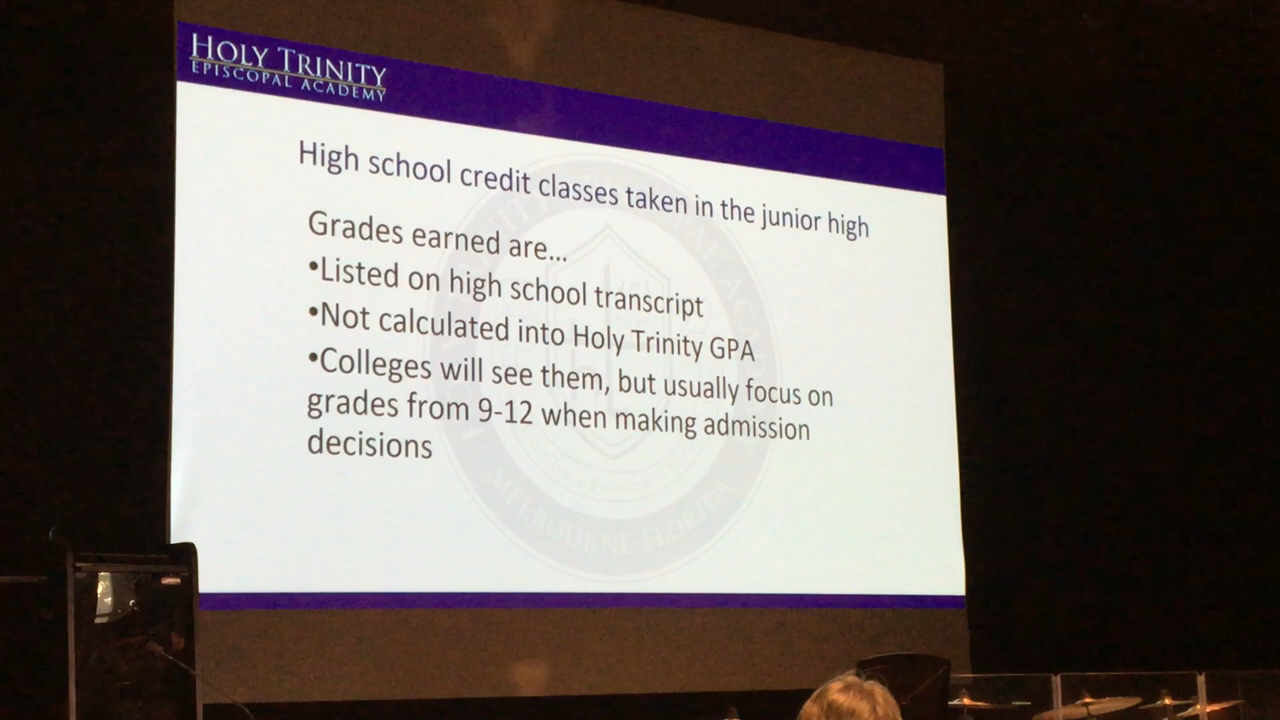 HOLY TRINITY
EPISCOPAL ACADEMY
High school credit classes taken in the junior high
Grades earned are...
•Listed on high school transcript
•Not calculated into Holy Trinity GPA
•Colleges will see them, but usually focus on
grades from 9-12 when making admission
decisions
MELBOURNE FLORIDA